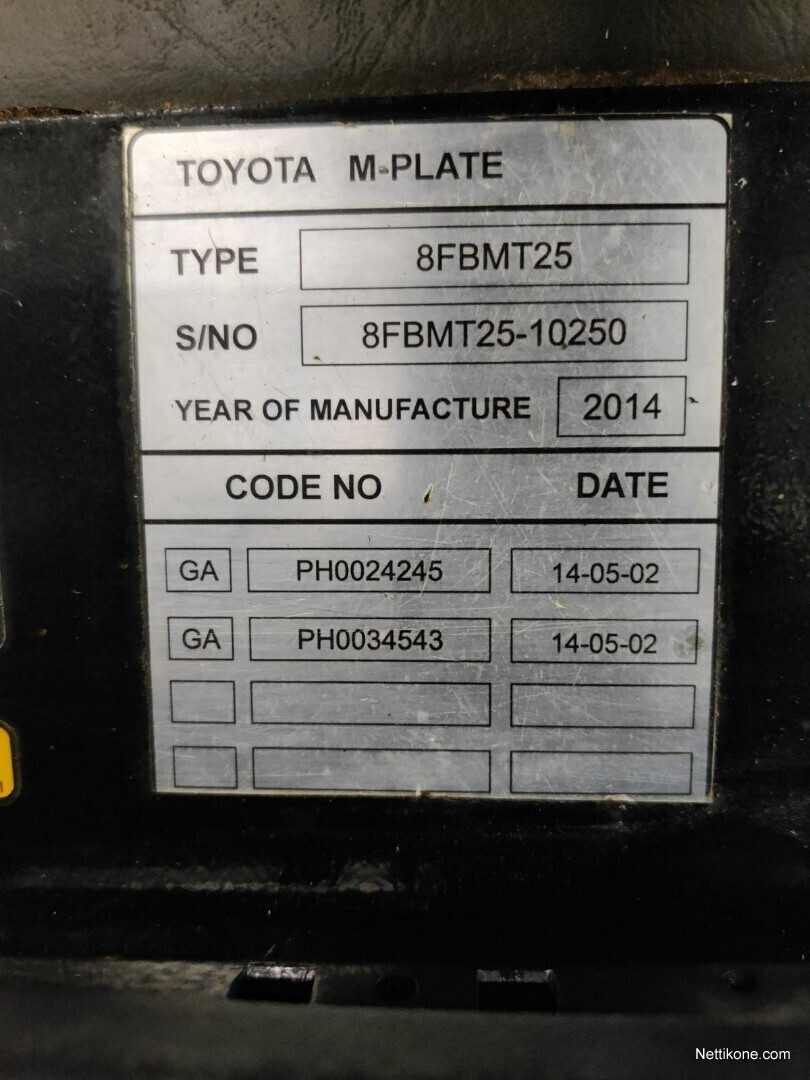 TOYOTA M-PLATE
TYPE 8FBMT25
S/NO 8FBMT25-10250
YEAR OF MANUFACTURE 2014
CODE NO DATE
GA PH0024245 14-05-02
GA PH0034543 14-05-02
Nettikone.com